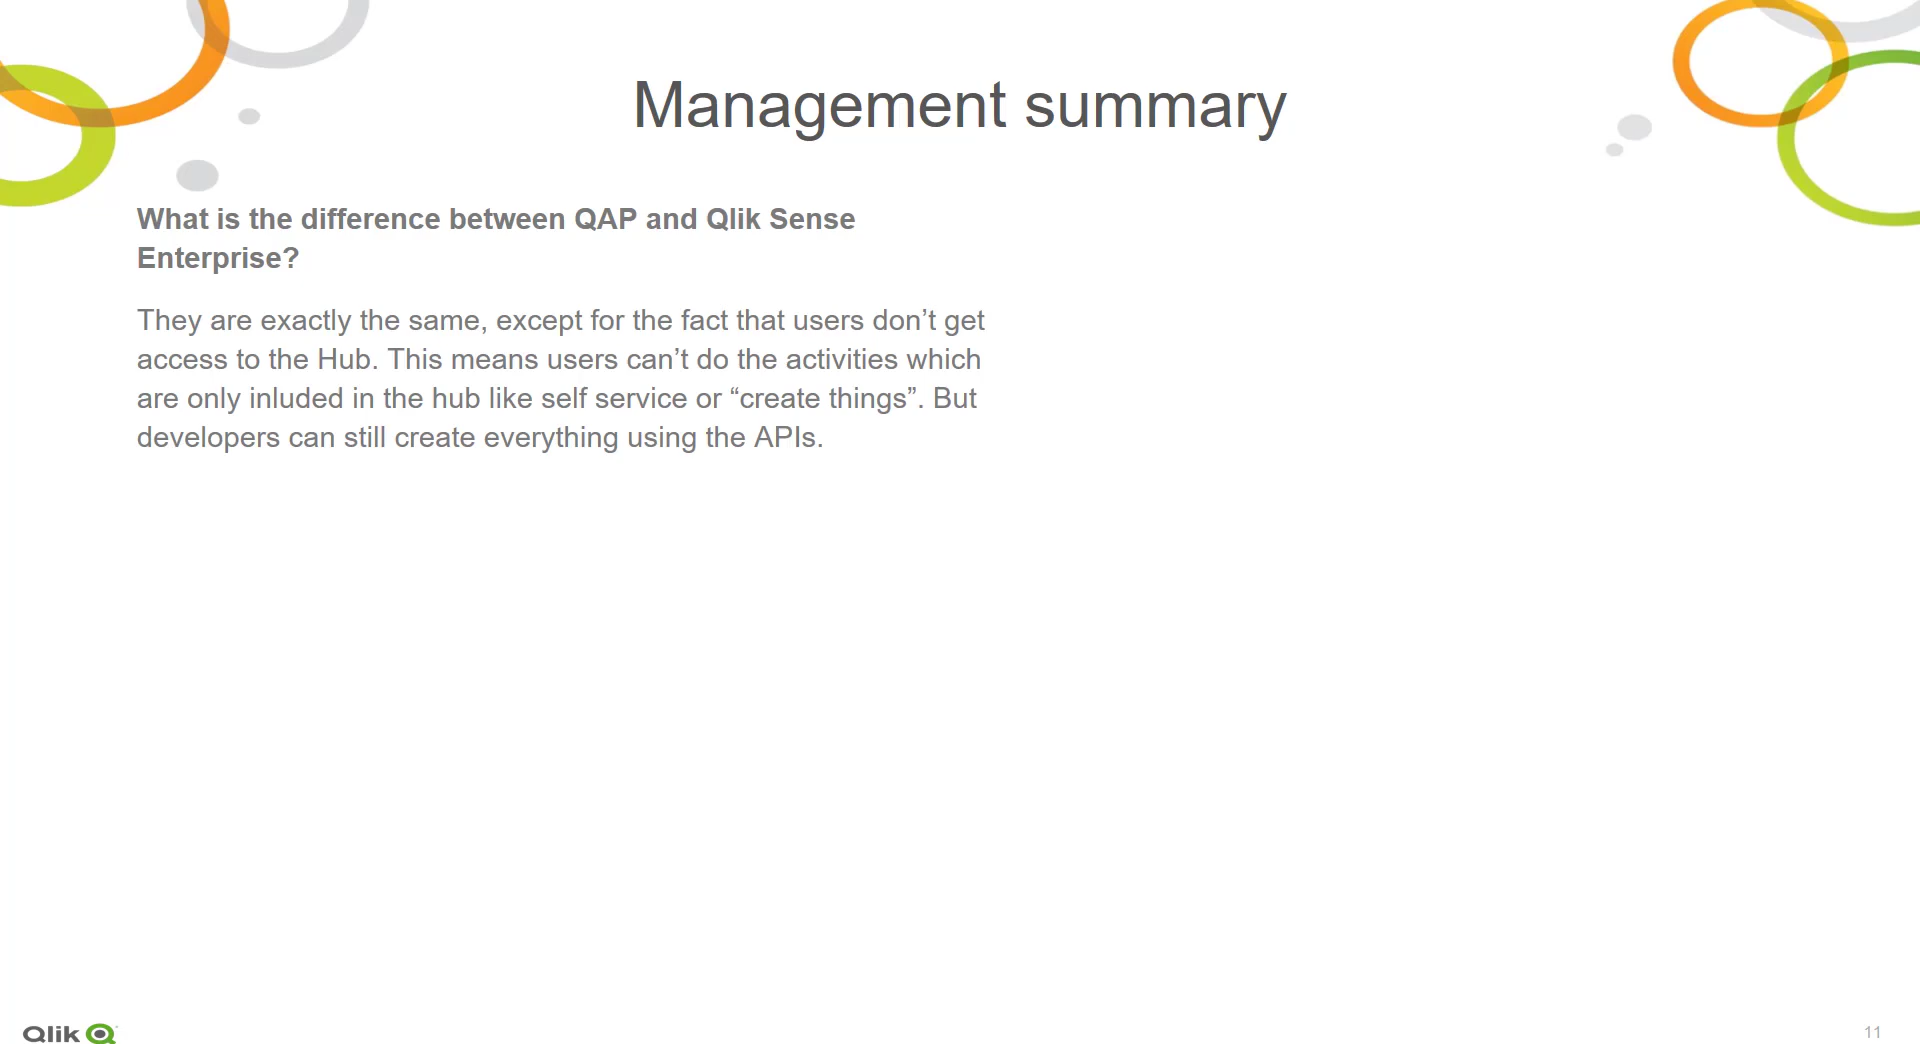 Management summary
What is the difference between QAP and Qlik Sense
Enterprise?
They are exactly the same, except for the fact that users don’t get
access to the Hub. This means users can’t do the activities which
are only inluded in the hub like self service or “create things”. But
developers can still create everything using the APIs.
Qlik
11